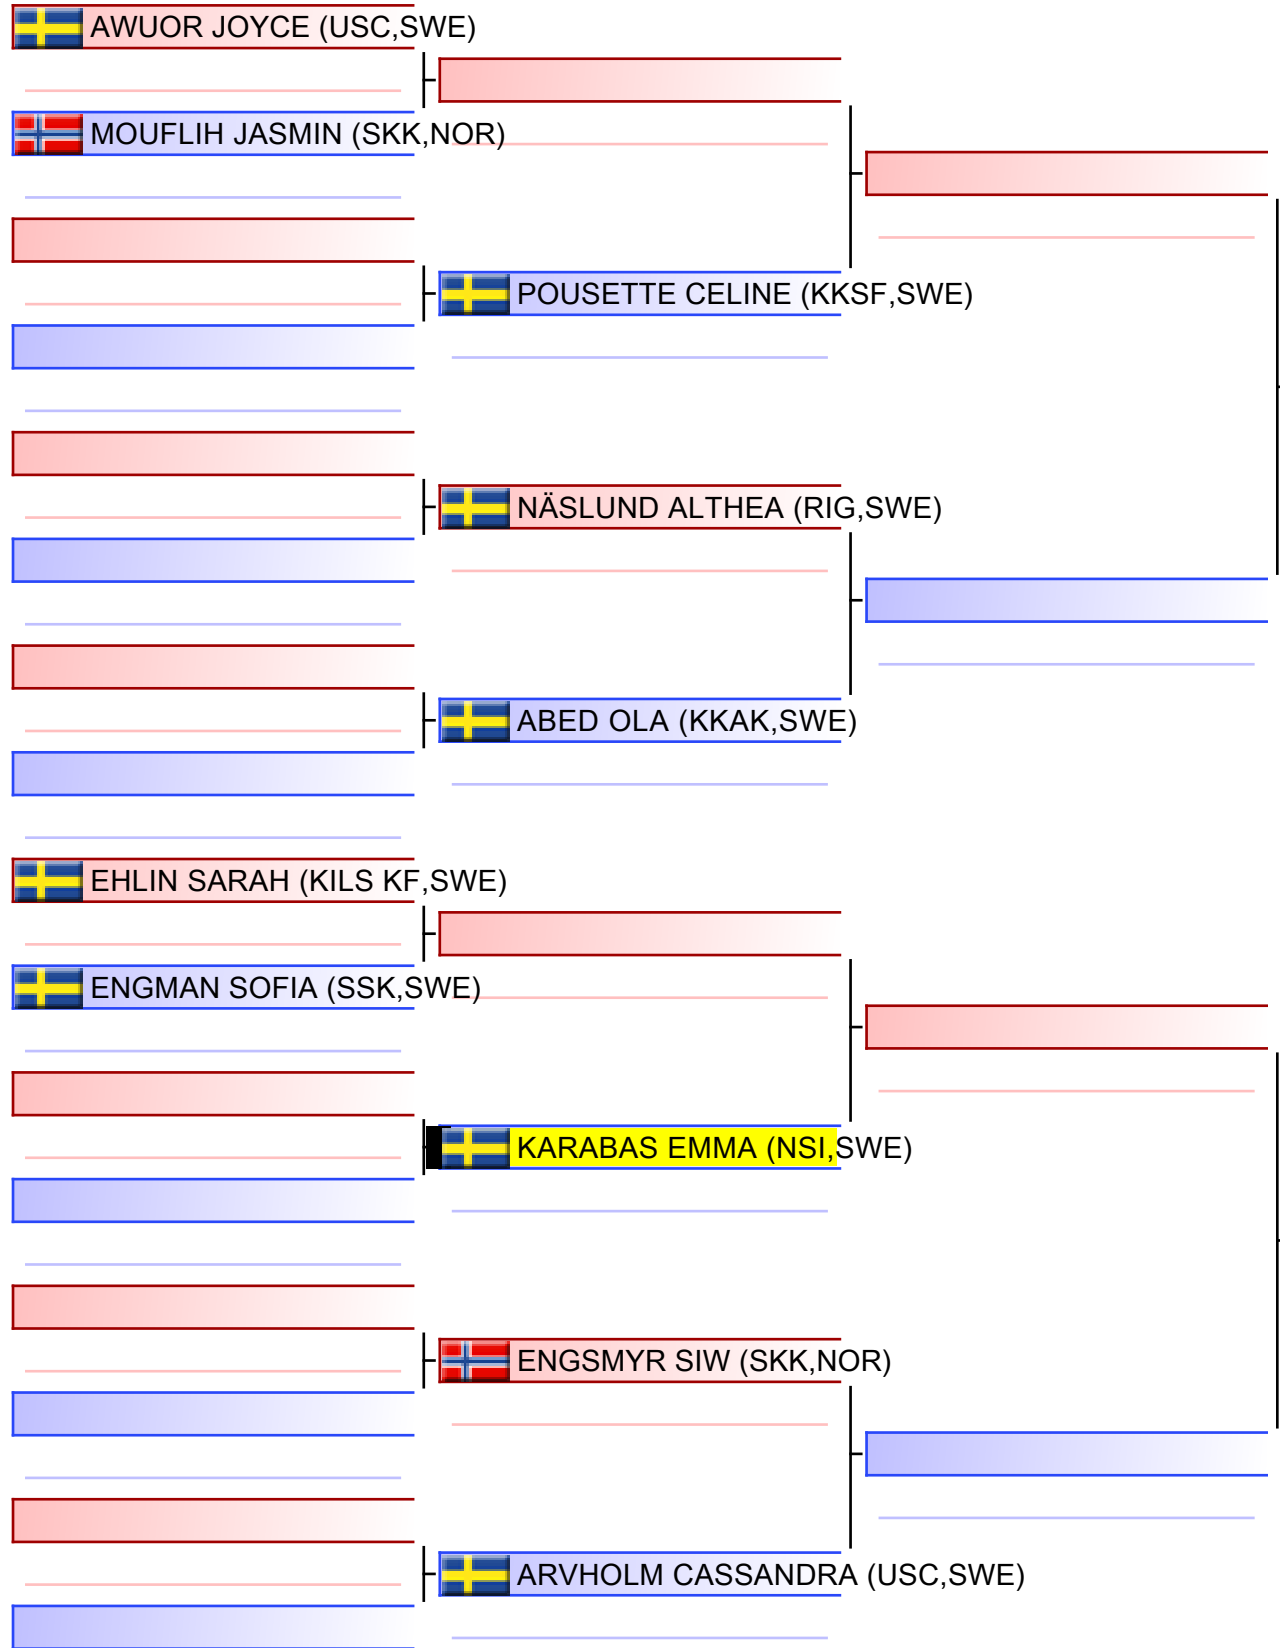 AWUOR JOYCE (USC,SWE)
MOUFLIH JASMIN (SKK,NOR)
POUSETTE CELINE (KKSF,SWE)
NÄSLUND ALTHEA (RIG,SWE)
ABED OLA (KKAK,SWE)
EHLIN SARAH (KILS KF,SWE)
ENGMAN SOFIA (SSK,SWE)
KARABAS EMMA (NSI,SWE)
ENGSMYR SIW (SKK,NOR)
ARVHOLM CASSANDRA (USC,SWE)